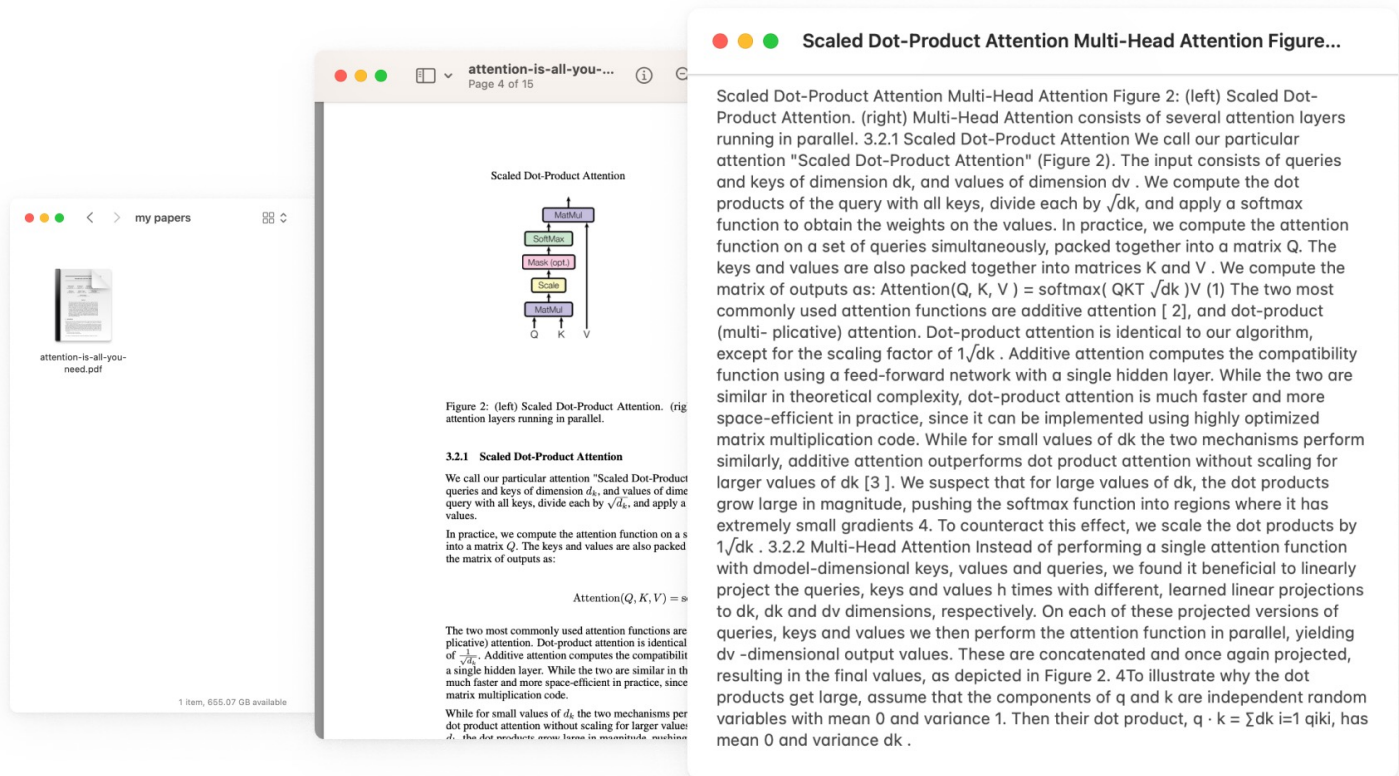 my papers
attention-is-all-you-
need.pdf
1 item, 655.07 GB available
attention-is-all-you-...
Page 4 of 15
Scaled Dot-Product Attention
MatMul
SoftMax
Mask (opt.)
Scale
MatMul
Q K V
Figure 2: (left) Scaled Dot-Product Attention. (rig
attention layers running in parallel.
3.2.1 Scaled Dot-Product Attention
We call our particular attention "Scaled Dot-Product
queries and keys of dimension dₖ, and values of dime
query with all keys, divide each by √dₖ, and apply a
values.
In practice, we compute the attention function on a s
into a matrix Q. The keys and values are also packed
the matrix of outputs as:
Attention(Q, K, V) = s
The two most commonly used attention functions are
plicative) attention. Dot-product attention is identical
of 1/√dₖ. Additive attention computes the compatibilit
a single hidden layer. While the two are similar in th
much faster and more space-efficient in practice, since
matrix multiplication code.
While for small values of dₖ the two mechanisms per
dot product attention without scaling for larger values
dₖ, the dot products grow large in magnitude, pushing
Scaled Dot-Product Attention Multi-Head Attention Figure...
Scaled Dot-Product Attention Multi-Head Attention Figure 2: (left) Scaled Dot-
Product Attention. (right) Multi-Head Attention consists of several attention layers
running in parallel. 3.2.1 Scaled Dot-Product Attention We call our particular
attention "Scaled Dot-Product Attention" (Figure 2). The input consists of queries
and keys of dimension dk, and values of dimension dv . We compute the dot
products of the query with all keys, divide each by √dk, and apply a softmax
function to obtain the weights on the values. In practice, we compute the attention
function on a set of queries simultaneously, packed together into a matrix Q. The
keys and values are also packed together into matrices K and V . We compute the
matrix of outputs as: Attention(Q, K, V ) = softmax( QKT √dk )V (1) The two most
commonly used attention functions are additive attention [ 2], and dot-product
(multi- plicative) attention. Dot-product attention is identical to our algorithm,
except for the scaling factor of 1√dk . Additive attention computes the compatibility
function using a feed-forward network with a single hidden layer. While the two are
similar in theoretical complexity, dot-product attention is much faster and more
space-efficient in practice, since it can be implemented using highly optimized
matrix multiplication code. While for small values of dk the two mechanisms perform
similarly, additive attention outperforms dot product attention without scaling for
larger values of dk [3 ]. We suspect that for large values of dk, the dot products
grow large in magnitude, pushing the softmax function into regions where it has
extremely small gradients 4. To counteract this effect, we scale the dot products by
1√dk . 3.2.2 Multi-Head Attention Instead of performing a single attention function
with dmodel-dimensional keys, values and queries, we found it beneficial to linearly
project the queries, keys and values h times with different, learned linear projections
to dk, dk and dv dimensions, respectively. On each of these projected versions of
queries, keys and values we then perform the attention function in parallel, yielding
dv -dimensional output values. These are concatenated and once again projected,
resulting in the final values, as depicted in Figure 2. 4To illustrate why the dot
products get large, assume that the components of q and k are independent random
variables with mean 0 and variance 1. Then their dot product, q · k = ∑dk i=1 qiki, has
mean 0 and variance dk .